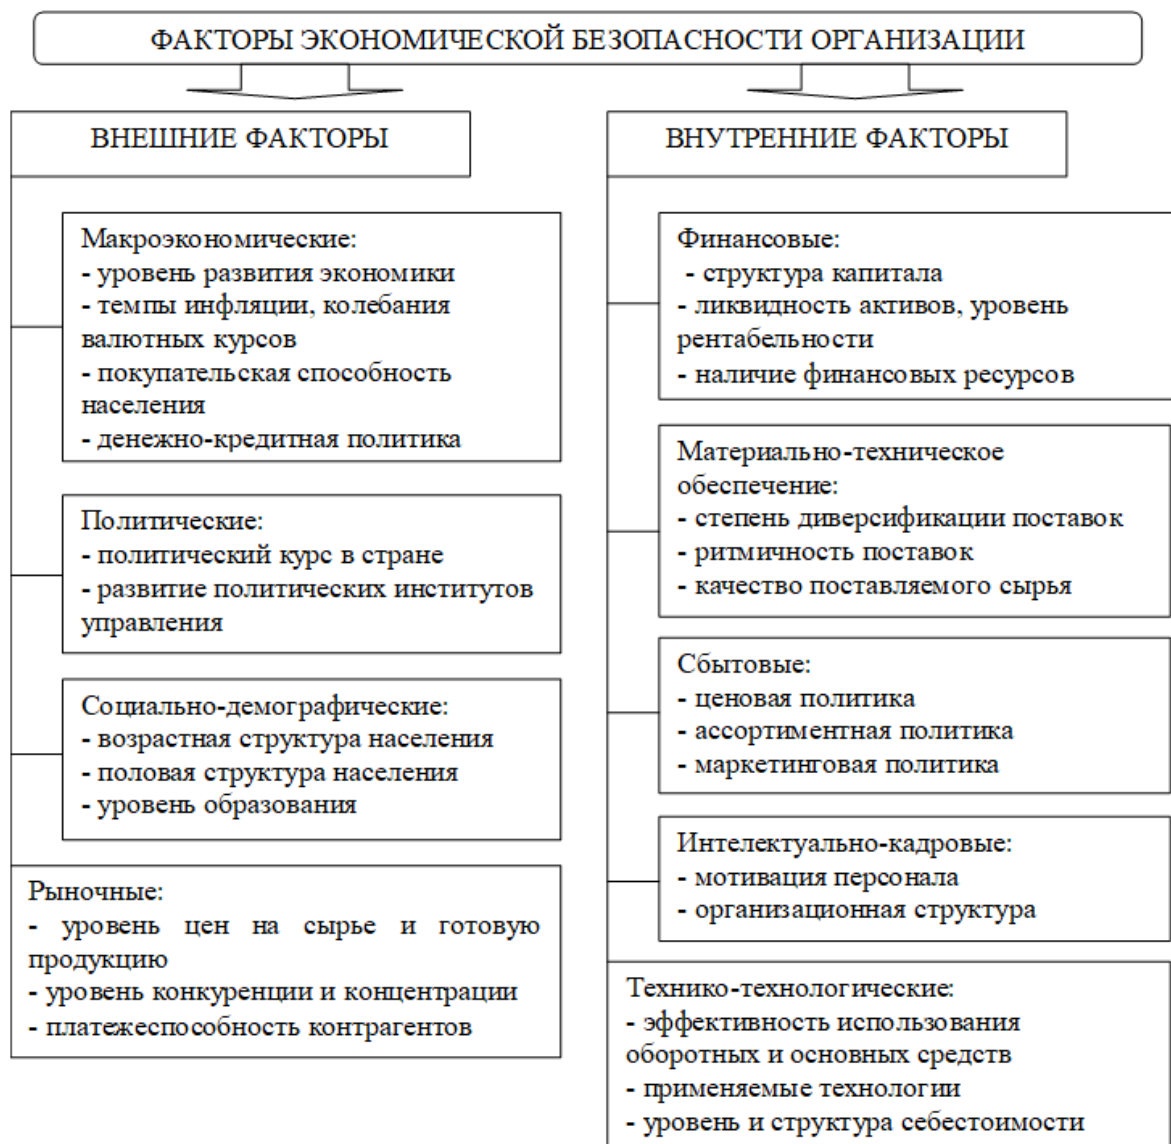 ФАКТОРЫ ЭКОНОМИЧЕСКОЙ БЕЗОПАСНОСТИ ОРГАНИЗАЦИИ
ВНЕШНИЕ ФАКТОРЫ
Макроэкономические:
- уровень развития экономики
- темпы инфляции, колебания
валютных курсов
- покупательская способность
населения
- денежно-кредитная политика
Политические:
- политический курс в стране
- развитие политических институтов
управления
Социально-демографические:
- возрастная структура населения
- половая структура населения
- уровень образования
Рыночные:
- уровень цен на сырье и готовую
продукцию
- уровень конкуренции и концентрации
- платежеспособность контрагентов
ВНУТРЕННИЕ ФАКТОРЫ
Финансовые:
- структура капитала
- ликвидность активов, уровень
рентабельности
- наличие финансовых ресурсов
Материально-техническое
обеспечение:
- степень диверсификации поставок
- ритмичность поставок
- качество поставляемого сырья
Сбытовые:
- ценовая политика
- ассортиментная политика
- маркетинговая политика
Интелектуально-кадровые:
- мотивация персонала
- организационная структура
Технико-технологические:
- эффективность использования
оборотных и основных средств
- применяемые технологии
- уровень и структура себестоимости